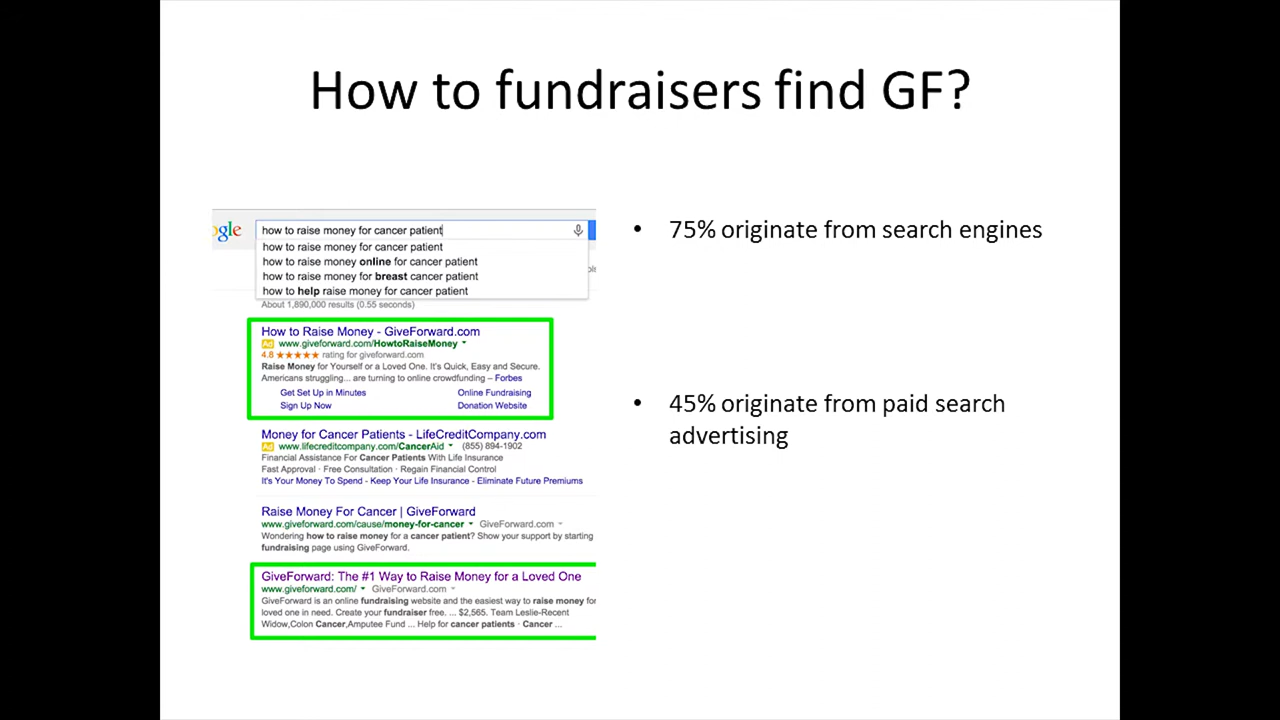 How to fundraisers find GF?
ogle
how to raise money for cancer patient
how to raise money for cancer patient
how to raise money online for cancer patient
how to raise money for breast cancer patient
how to help raise money for cancer patient
About 1,890,000 results (0.55 seconds)
How to Raise Money - GiveForward.com
Ad www.giveforward.com/HowtoRaiseMoney
4.8 ★★★★★ rating for giveforward.com
Raise Money for Yourself or a Loved One. It's Quick, Easy and Secure.
Americans struggling... are turning to online crowdfunding – Forbes
Get Set Up in Minutes Online Fundraising
Sign Up Now Donation Website
Money for Cancer Patients - LifeCreditCompany.com
Ad www.lifecreditcompany.com/CancerAid (855) 894-1902
Financial Assistance For Cancer Patients With Life Insurance
Fast Approval · Free Consultation · Regain Financial Control
It's Your Money To Spend - Keep Your Life Insurance - Eliminate Future Premiums
Raise Money For Cancer | GiveForward
www.giveforward.com/cause/money-for-cancer GiveForward.com
Wondering how to raise money for a cancer patient? Show your support by starting
fundraising page using GiveForward.
GiveForward: The #1 Way to Raise Money for a Loved One
www.giveforward.com/ GiveForward.com
GiveForward is an online fundraising website and the easiest way to raise money for
loved one in need. Create your fundraiser free. ... $2,565. Team Leslie-Recent
Widow,Colon Cancer,Amputee Fund ... Help for cancer patients · Cancer ...
• 75% originate from search engines
• 45% originate from paid search
advertising